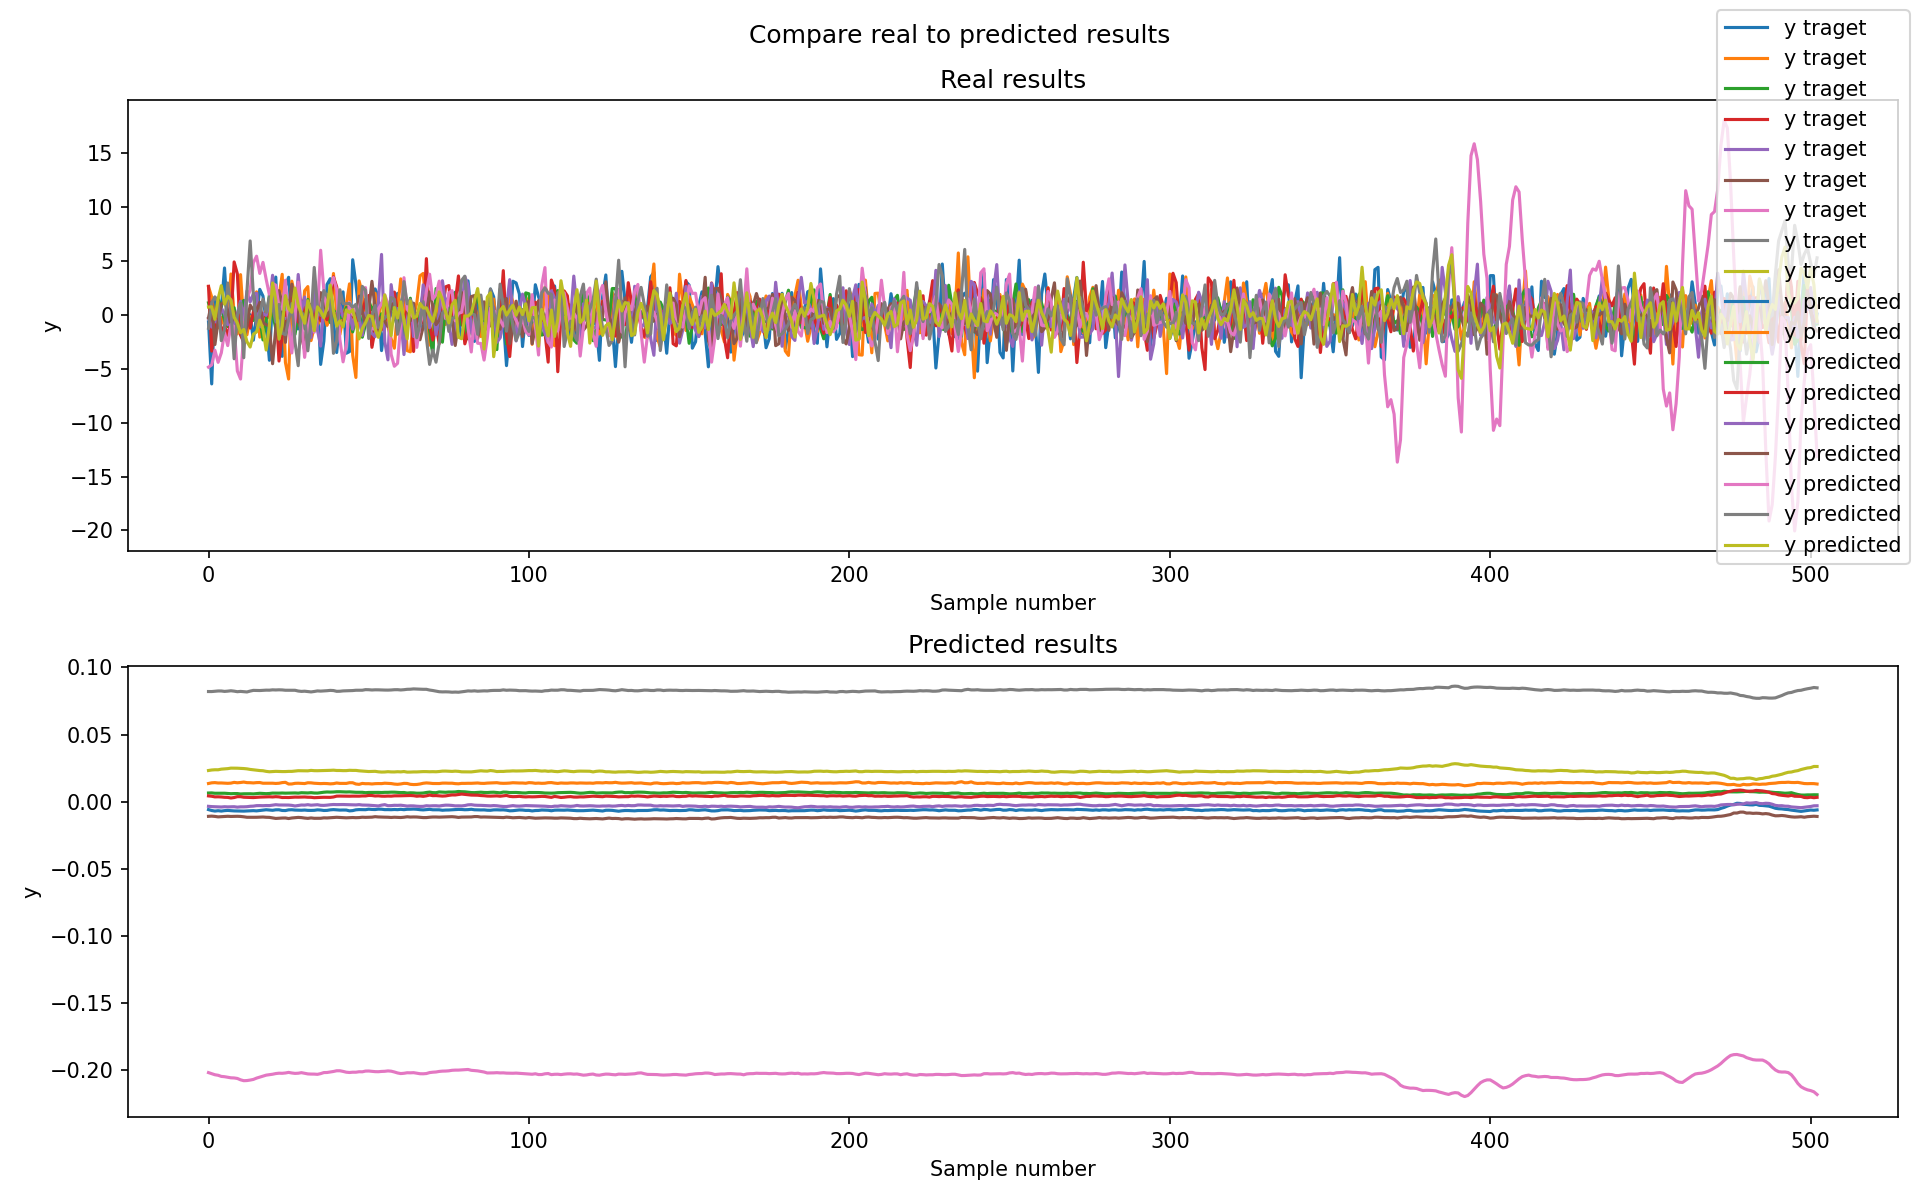 Compare real to predicted results
Real results
y traget
y traget
y traget
y traget
y traget
y traget
y traget
y traget
y traget
y predicted
y predicted
y predicted
y predicted
y predicted
y predicted
y predicted
y predicted
y predicted
15
10
5
0
−5
−10
−15
−20
y
0 100 200 300 400 500
Sample number
Predicted results
0.10
0.05
0.00
−0.05
−0.10
−0.15
−0.20
y
0 100 200 300 400 500
Sample number